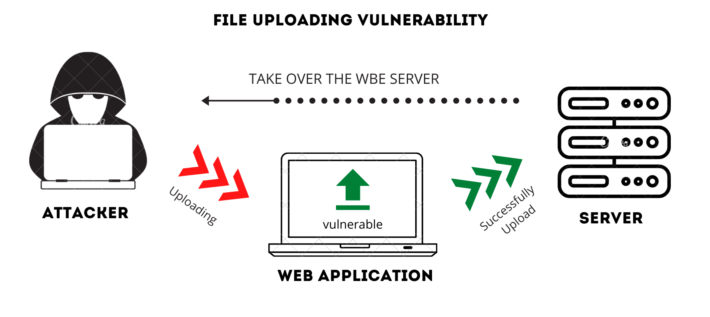 FILE UPLOADING VULNERABILITY
TAKE OVER THE WBE SERVER
Uploading
vulnerable
Successfully
Upload
ATTACKER
SERVER
WEB APPLICATION